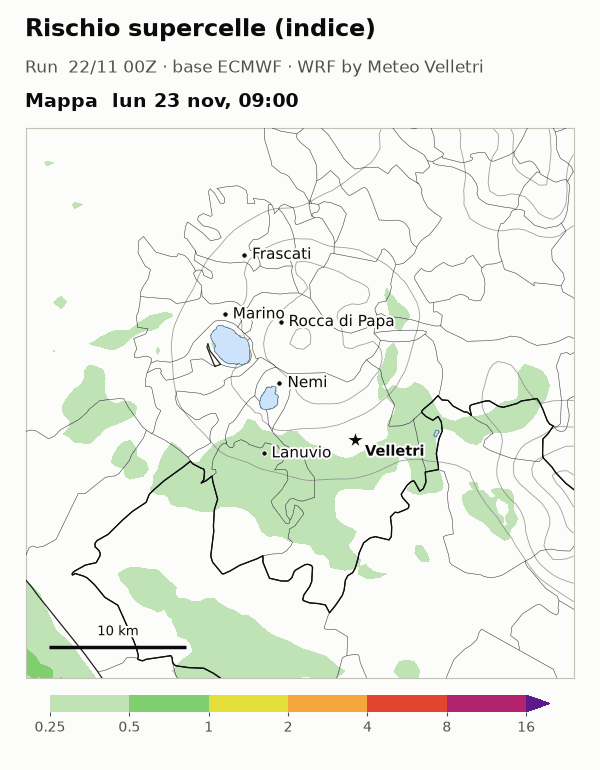 Rischio supercelle (indice)
Run  22/11 00Z · base ECMWF · WRF by Meteo Velletri
Mappa  lun 23 nov, 09:00
Frascati
Marino
Rocca di Papa
Nemi
Velletri
Lanuvio
10 km
0.25 0.5 1 2 4 8 16